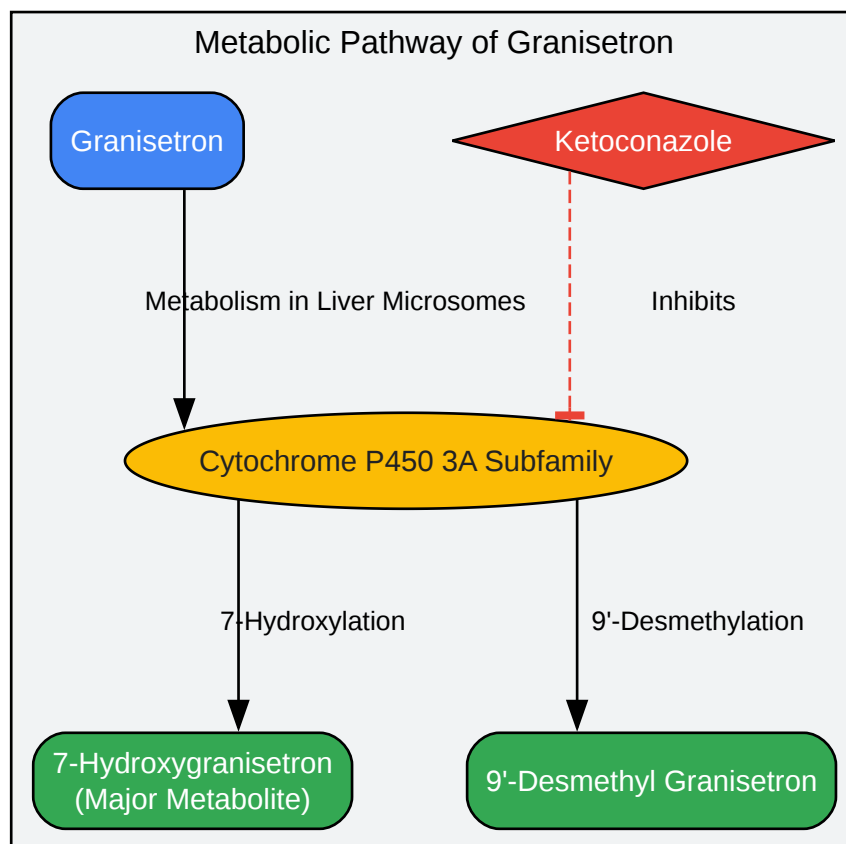 Metabolic Pathway of Granisetron
Granisetron
Ketoconazole
Metabolism in Liver Microsomes
Inhibits
Cytochrome P450 3A Subfamily
7-Hydroxylation
9'-Desmethylation
7-Hydroxygranisetron
(Major Metabolite)
9'-Desmethyl Granisetron